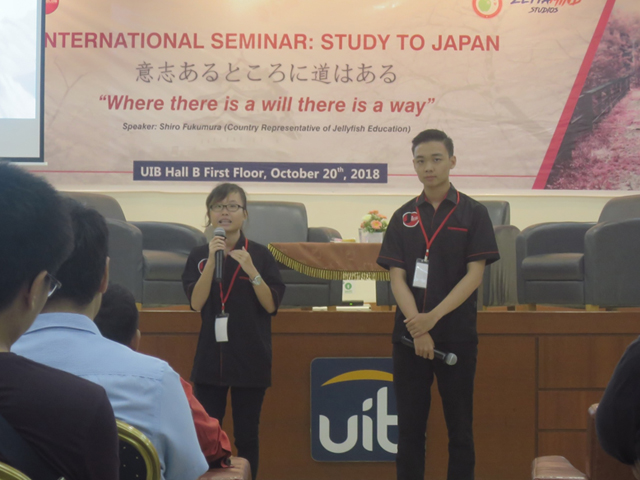 STUDIOS
INTERNATIONAL SEMINAR: STUDY TO JAPAN
意志あるところに道はある
“Where there is a will there is a way”
Speaker: Shiro Fukumura (Country Representative of Jellyfish Education)
UIB Hall B First Floor, October 20th, 2018
uib